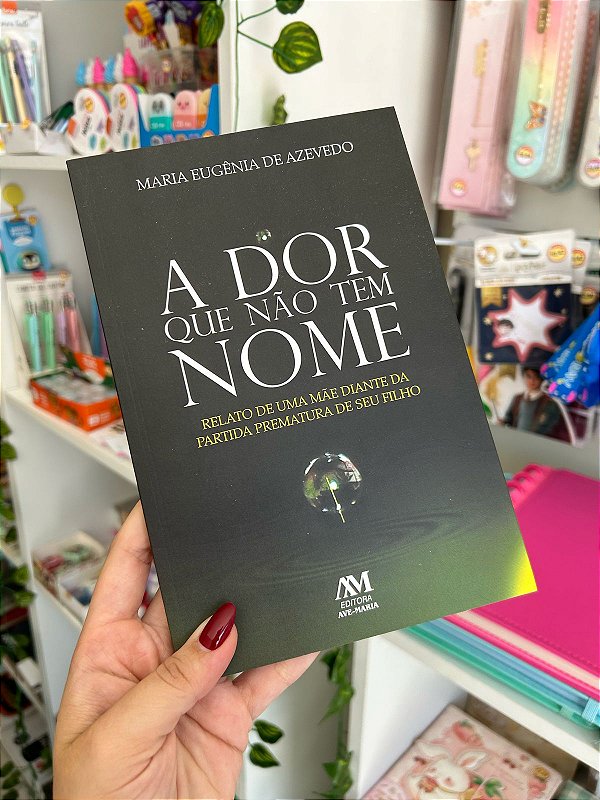 MARIA EUGÊNIA DE AZEVEDO
A DOR
QUE NÃO TEM
NOME
RELATO DE UMA MÃE DIANTE DA
PARTIDA PREMATURA DE SEU FILHO
AM
EDITORA
AVE-MARIA